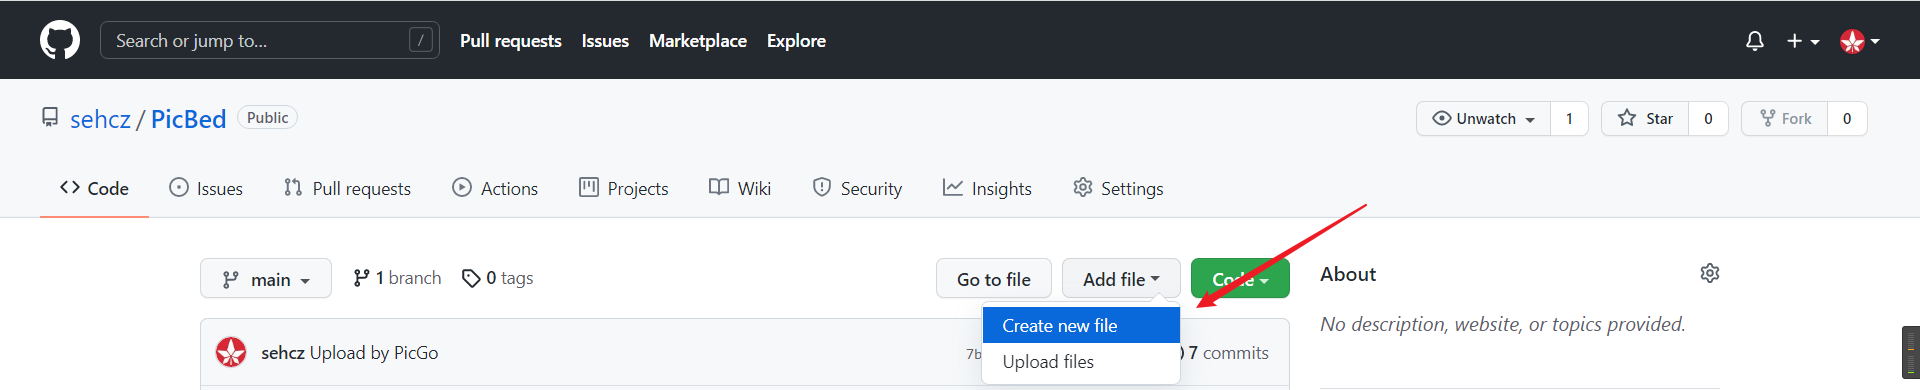 Search or jump to... / Pull requests Issues Marketplace Explore
sehcz / PicBed Public Unwatch 1 Star 0 Fork 0
Code Issues Pull requests Actions Projects Wiki Security Insights Settings
main 1 branch 0 tags Go to file Add file Code About
Create new file No description, website, or topics provided.
sehcz Upload by PicGo 7b 7 commits
Upload files